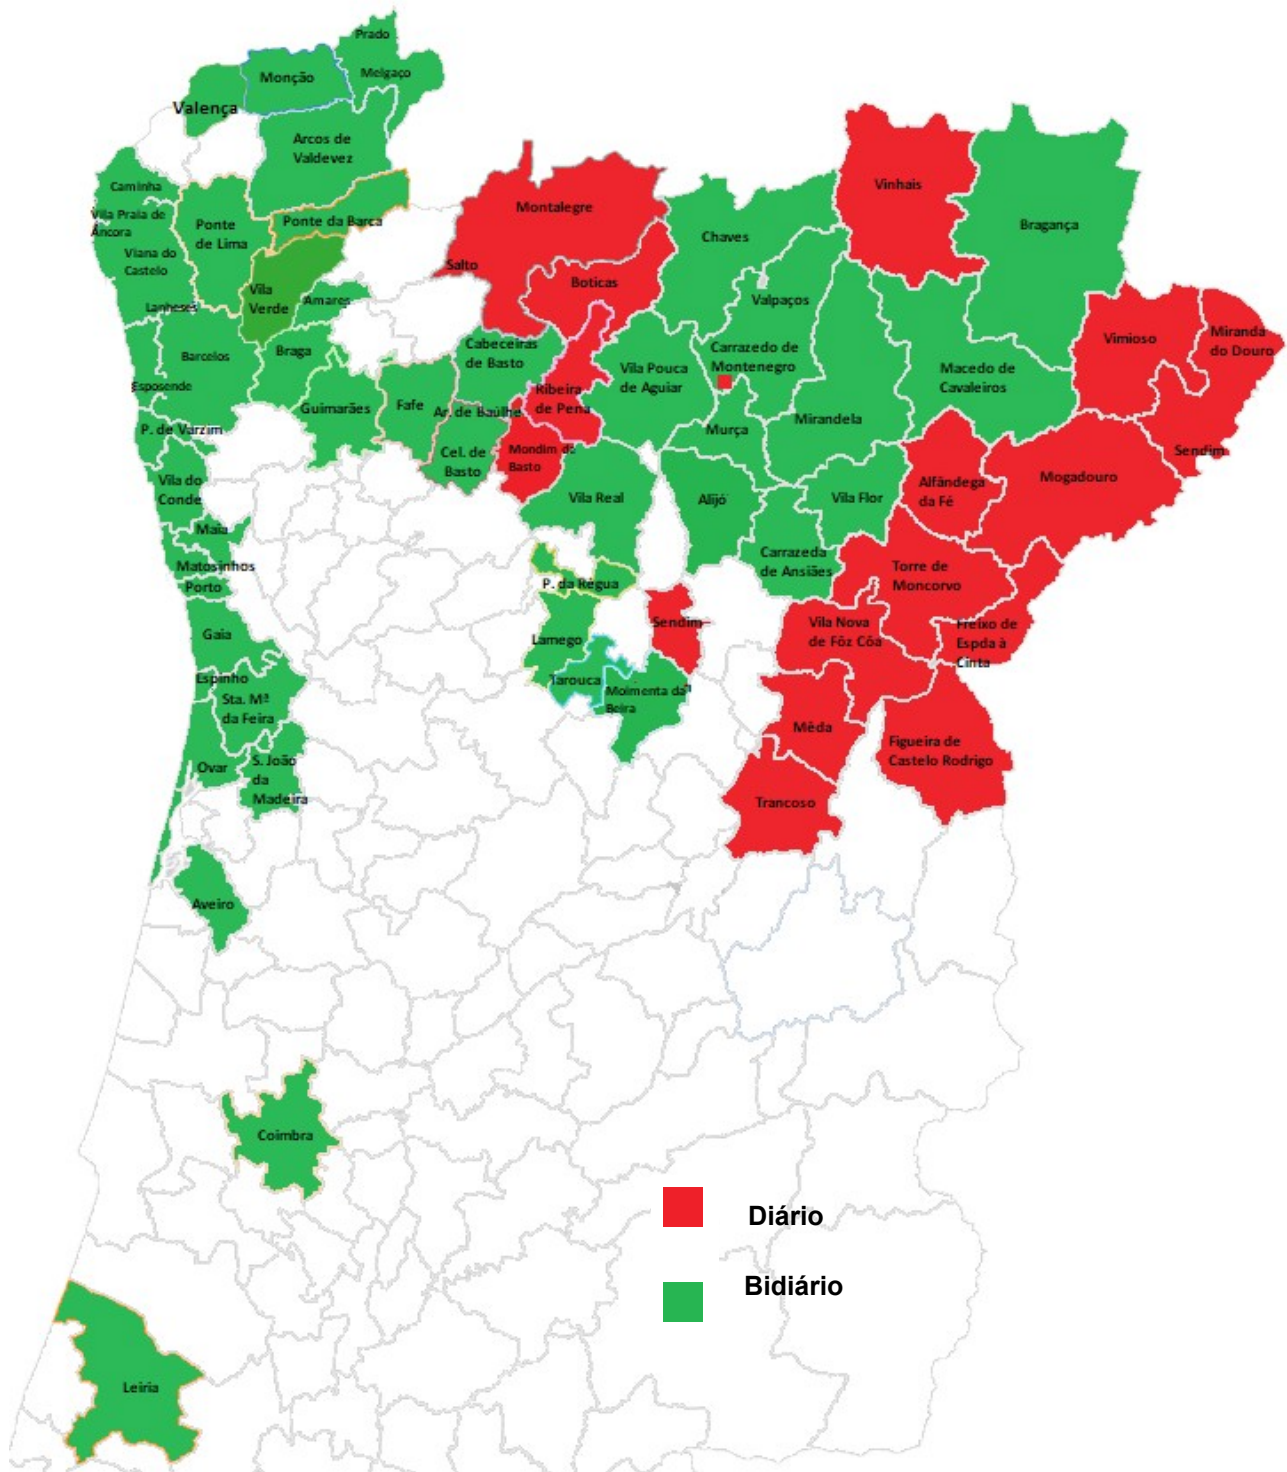 Prado
Melgaço
Monção
Valença
Arcos de
Valdevez
Caminha
Vila Praia de
Âncora
Viana do
Castelo
Lanheses
Ponte
de Lima
Ponte da Barca
Vila
Verde
Amares
Esposende
Barcelos
Braga
Guimarães
Fafe
Cabeceiras
de Basto
Ar. de Baúlhe
Cel. de
Basto
Montalegre
Salto
Boticas
Ribeira
de Pena
Mondim de
Basto
Chaves
Valpaços
Carrazedo de
Montenegro
Vila Pouca
de Aguiar
Murça
Mirandela
Vinhais
Bragança
Macedo de
Cavaleiros
Vimioso
Miranda
do Douro
Sendim
Mogadouro
Alfândega
da Fé
Vila Flor
Alijó
Vila Real
Carrazeda
de Ansiães
Torre de
Moncorvo
Freixo de
Espda à
Cinta
Vila Nova
de Fôz Côa
P. de Varzim
Vila do
Conde
Maia
Matosinhos
Porto
Gaia
Espinho
Sta. Mª
da Feira
Ovar
S. João
da
Madeira
P. da Régua
Lamego
Sendim
Tarouca
Moimenta da
Beira
Mêda
Figueira de
Castelo Rodrigo
Trancoso
Aveiro
Coimbra
Leiria
Diário
Bidiário